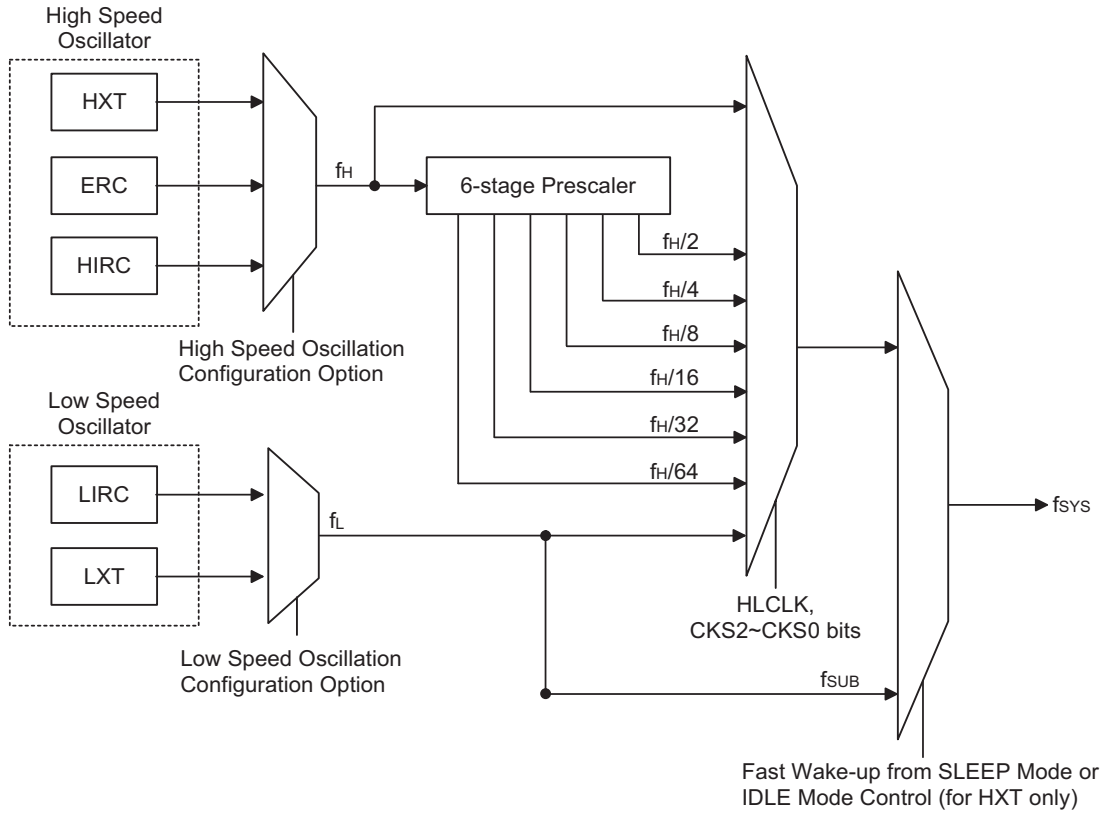 High Speed
Oscillator
HXT
ERC
HIRC
High Speed Oscillation
Configuration Option
fH
6-stage Prescaler
fH/2
fH/4
fH/8
fH/16
fH/32
fH/64
Low Speed
Oscillator
LIRC
LXT
Low Speed Oscillation
Configuration Option
fL
HLCLK,
CKS2~CKS0 bits
fSUB
fSYS
Fast Wake-up from SLEEP Mode or
IDLE Mode Control (for HXT only)